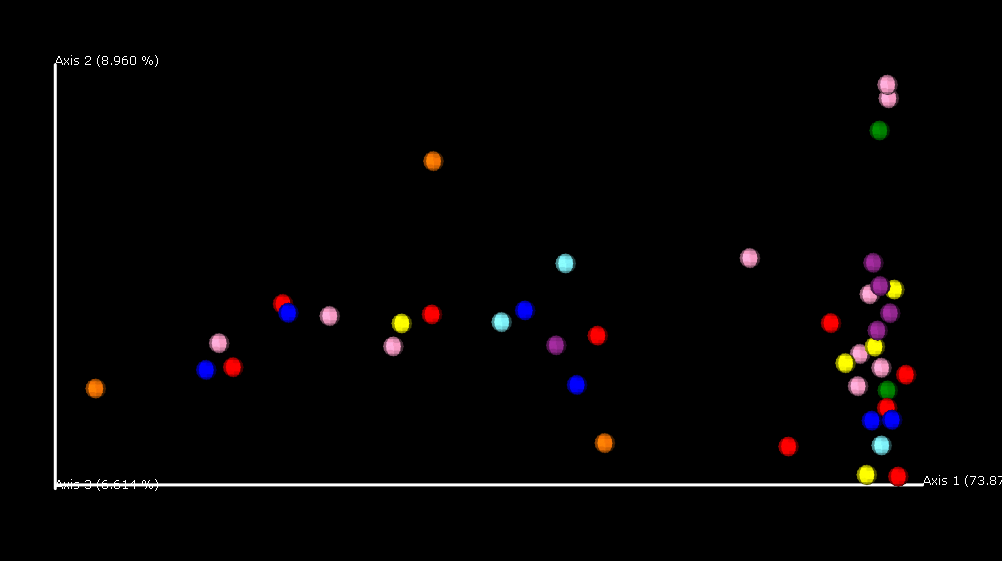 Axis 2 (8.960 %)
Axis 3 (6.614 %)
Axis 1 (73.87